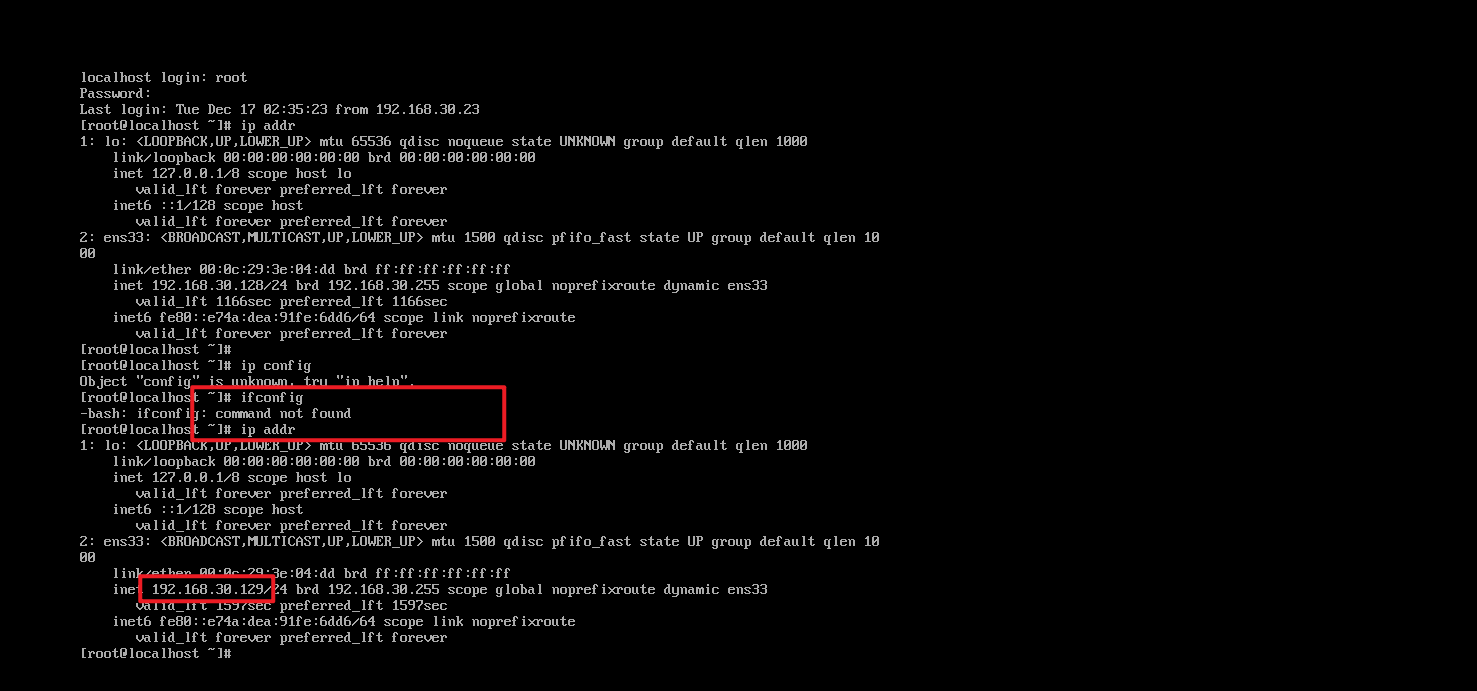 localhost login: root
Password:
Last login: Tue Dec 17 02:35:23 from 192.168.30.23
[root@localhost ~]# ip addr
1: lo: <LOOPBACK,UP,LOWER_UP> mtu 65536 qdisc noqueue state UNKNOWN group default qlen 1000
link/loopback 00:00:00:00:00:00 brd 00:00:00:00:00:00
inet 127.0.0.1/8 scope host lo
valid_lft forever preferred_lft forever
inet6 ::1/128 scope host
valid_lft forever preferred_lft forever
2: ens33: <BROADCAST,MULTICAST,UP,LOWER_UP> mtu 1500 qdisc pfifo_fast state UP group default qlen 10
00
link/ether 00:0c:29:3e:04:dd brd ff:ff:ff:ff:ff:ff
inet 192.168.30.128/24 brd 192.168.30.255 scope global noprefixroute dynamic ens33
valid_lft 1166sec preferred_lft 1166sec
inet6 fe80::e74a:dea:91fe:6dd6/64 scope link noprefixroute
valid_lft forever preferred_lft forever
[root@localhost ~]#
[root@localhost ~]# ip config
Object "config" is unknown, try "ip help".
[root@localhost ~]# ifconfig
-bash: ifconfig: command not found
[root@localhost ~]# ip addr
1: lo: <LOOPBACK,UP,LOWER_UP> mtu 65536 qdisc noqueue state UNKNOWN group default qlen 1000
link/loopback 00:00:00:00:00:00 brd 00:00:00:00:00:00
inet 127.0.0.1/8 scope host lo
valid_lft forever preferred_lft forever
inet6 ::1/128 scope host
valid_lft forever preferred_lft forever
2: ens33: <BROADCAST,MULTICAST,UP,LOWER_UP> mtu 1500 qdisc pfifo_fast state UP group default qlen 10
00
link/ether 00:0c:29:3e:04:dd brd ff:ff:ff:ff:ff:ff
inet 192.168.30.129/24 brd 192.168.30.255 scope global noprefixroute dynamic ens33
valid_lft 1597sec preferred_lft 1597sec
inet6 fe80::e74a:dea:91fe:6dd6/64 scope link noprefixroute
valid_lft forever preferred_lft forever
[root@localhost ~]#